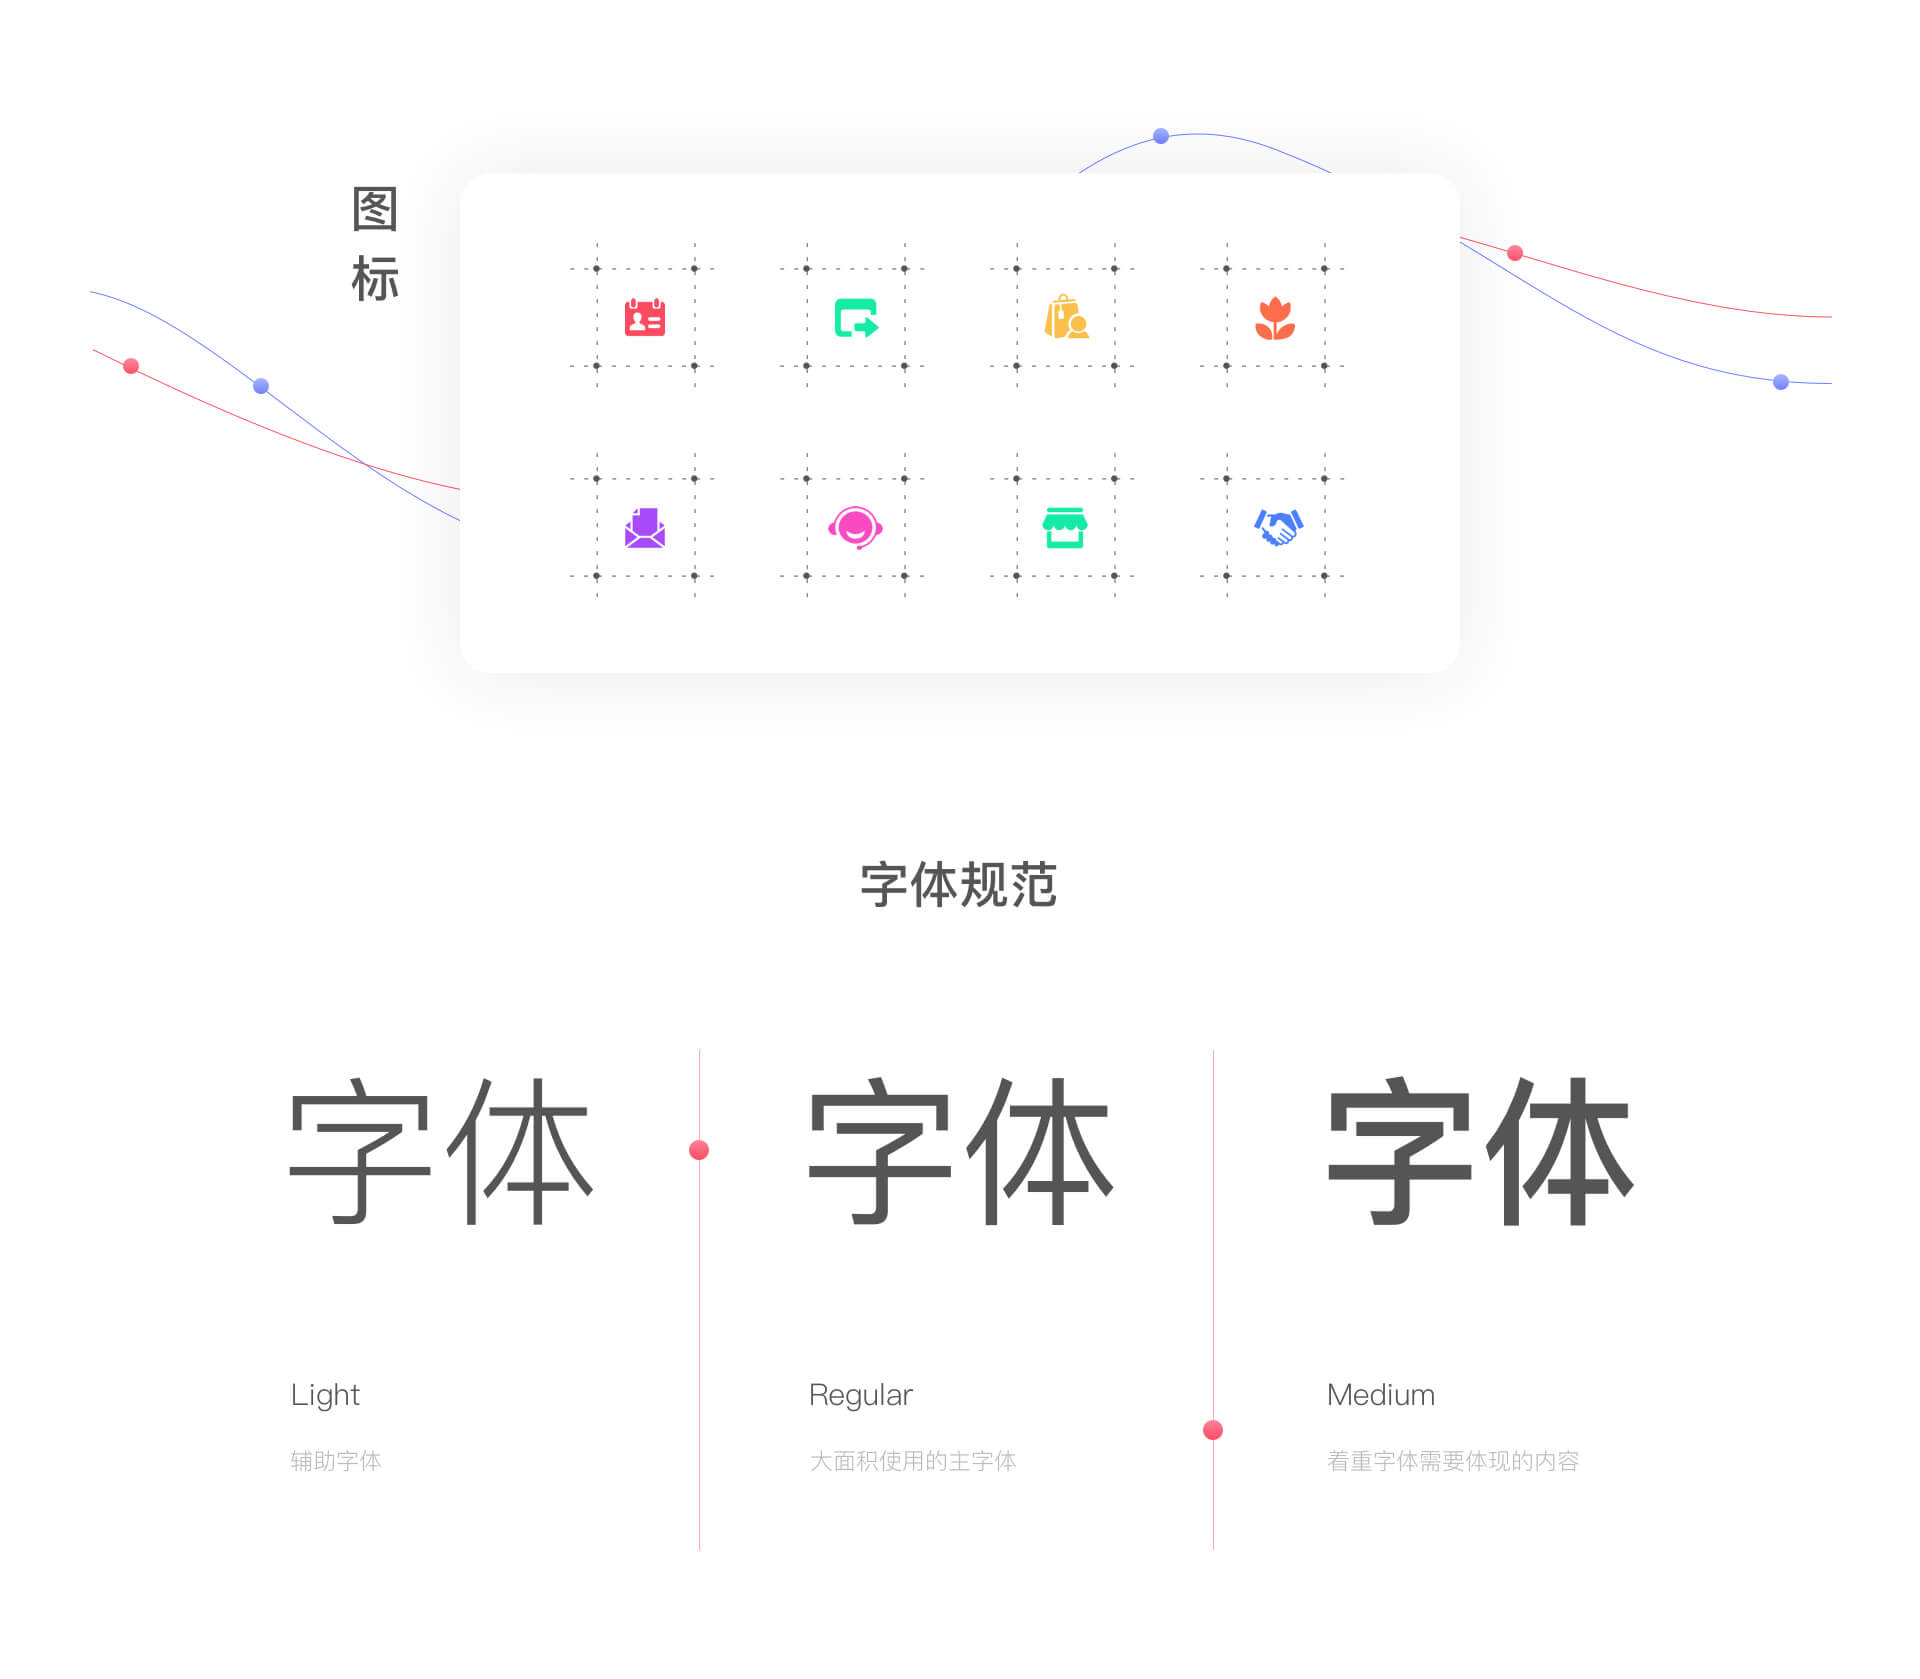 图
标
字体规范
字体
字体
字体
Light
Regular
Medium
辅助字体
大面积使用的主字体
着重字体需要体现的内容